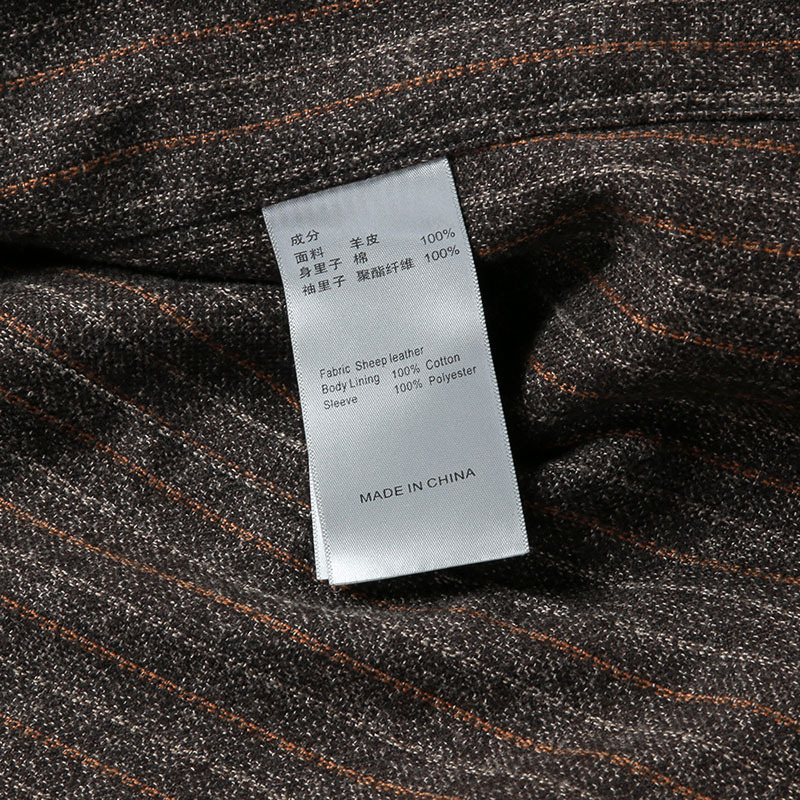 成分
面料 羊皮
身里子 棉 100%
袖里子 聚酯纤维 100%
Fabric Sheep leather
Body Lining 100% Cotton
Sleeve 100% Polyester
MADE IN CHINA